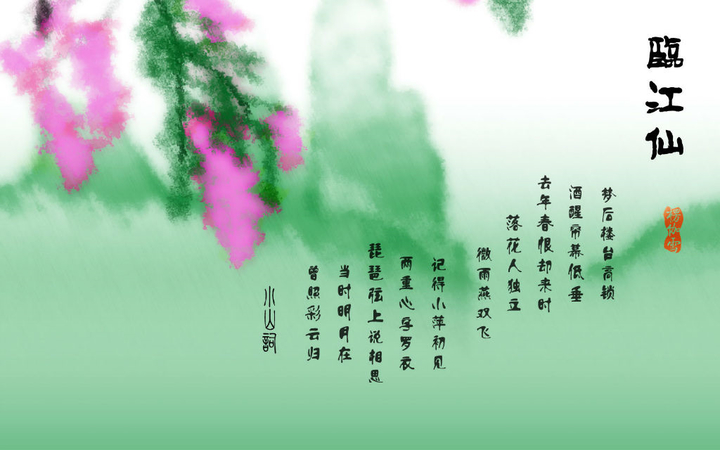 臨江仙
梦后楼台高锁
酒醒帘幕低垂
去年春恨却来时
落花人独立
微雨燕双飞
记得小萍初见
两重心字罗衣
琵琶弦上说相思
当时明月在
曾照彩云归
小山詞